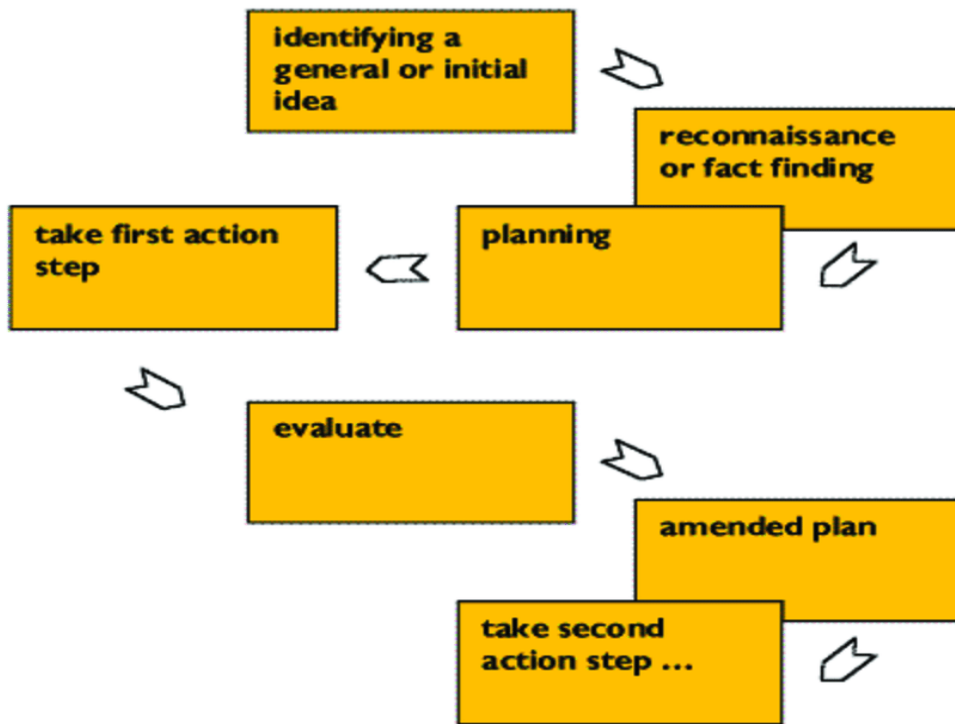 identifying a
general or initial
idea
reconnaissance
or fact finding
planning
take first action
step
evaluate
amended plan
take second
action step ...